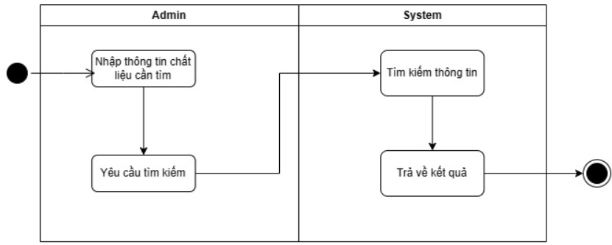 Admin
System
Nhập thông tin chất
liệu cần tìm
Tìm kiếm thông tin
Yêu cầu tìm kiếm
Trả về kết quả